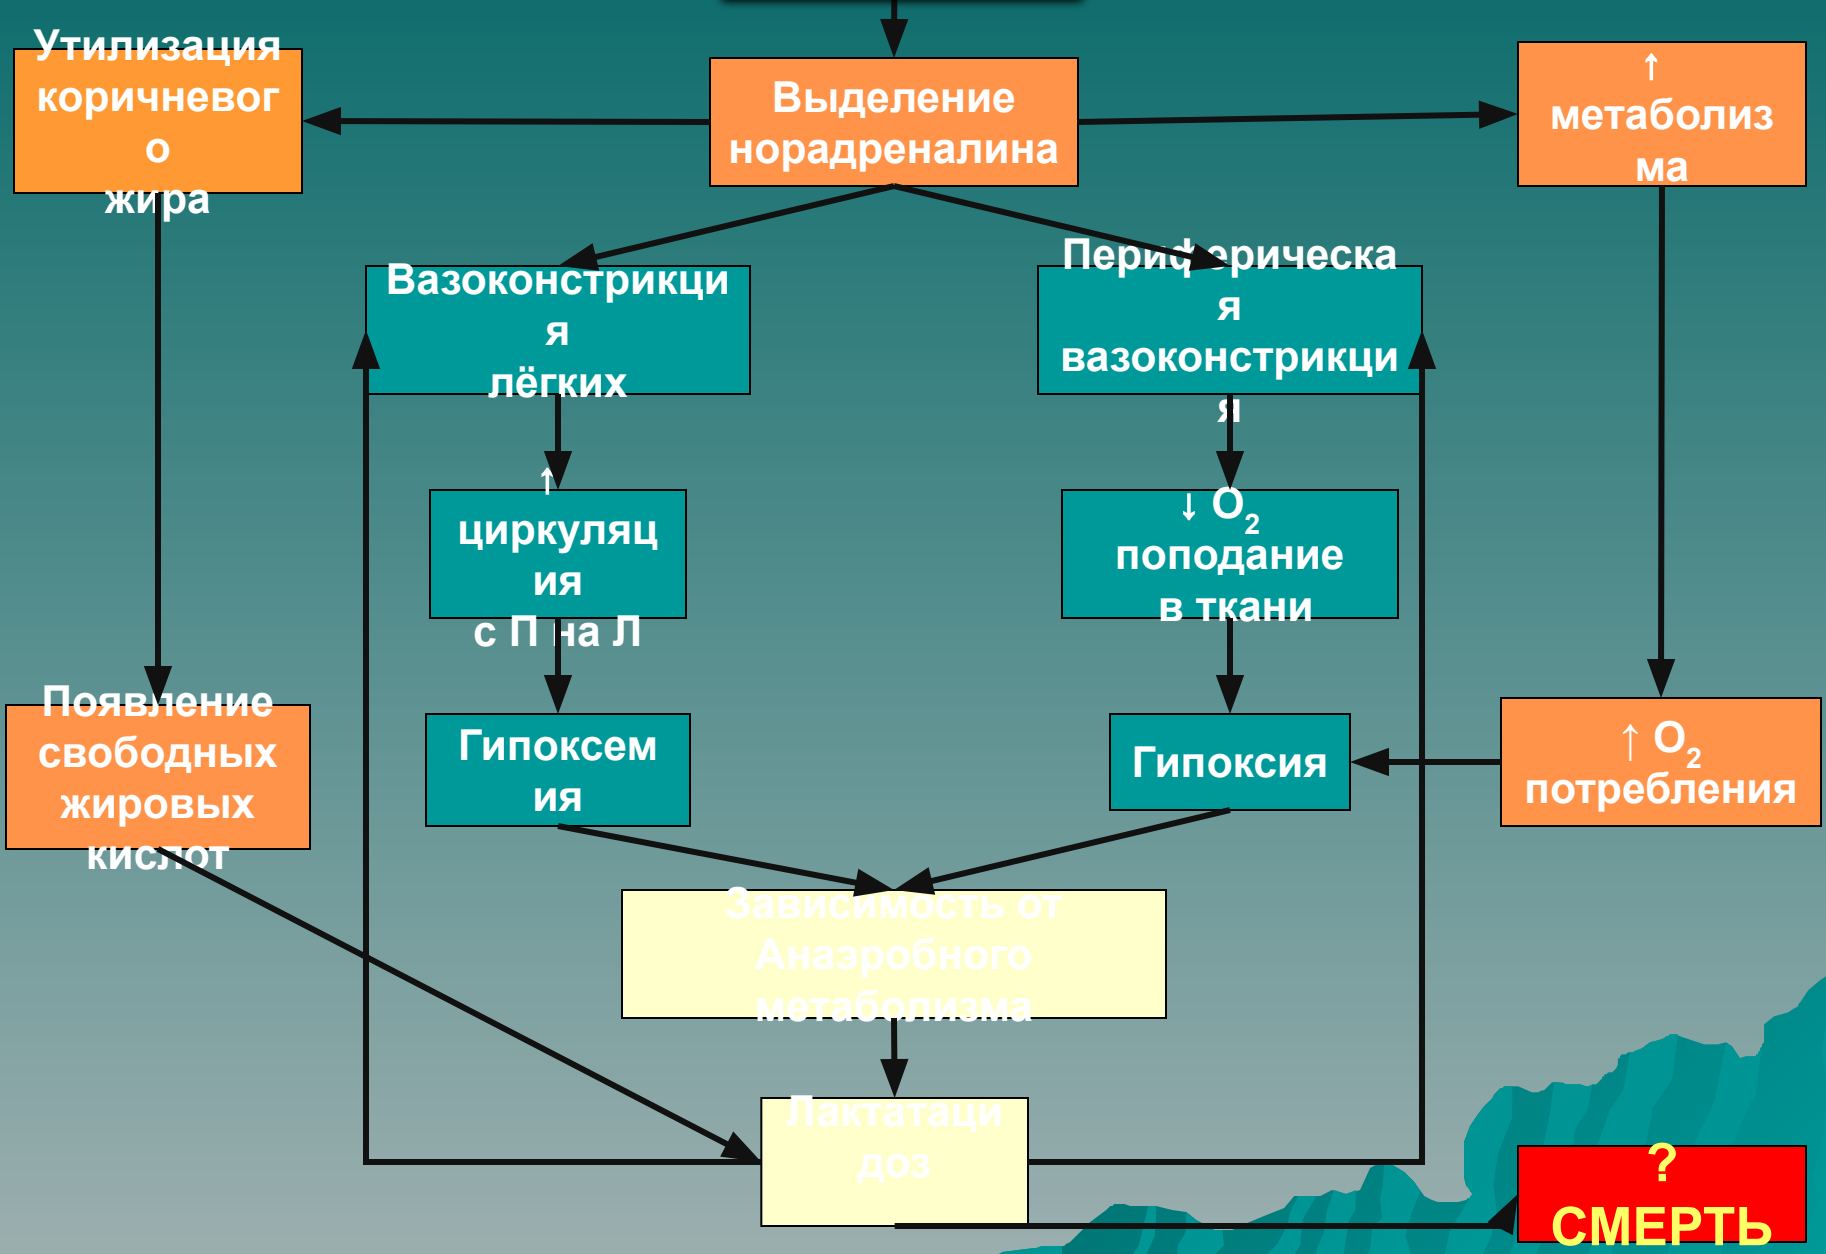 Утилизация
коричневог
о
жира
Выделение
норадреналина
↑
метаболиз
ма
Вазоконстрикци
я
лёгких
Периферическа
я
вазоконстрикци
я
↑
циркуляц
ия
с П на Л
↓ O2
поподание
в ткани
Появление
свободных
жировых
кислот
Гипоксем
ия
Гипоксия
↑ O2
потребления
Зависимость от
Анаэробного
метаболизма
Лактатаци
доз
?
СМЕРТЬ